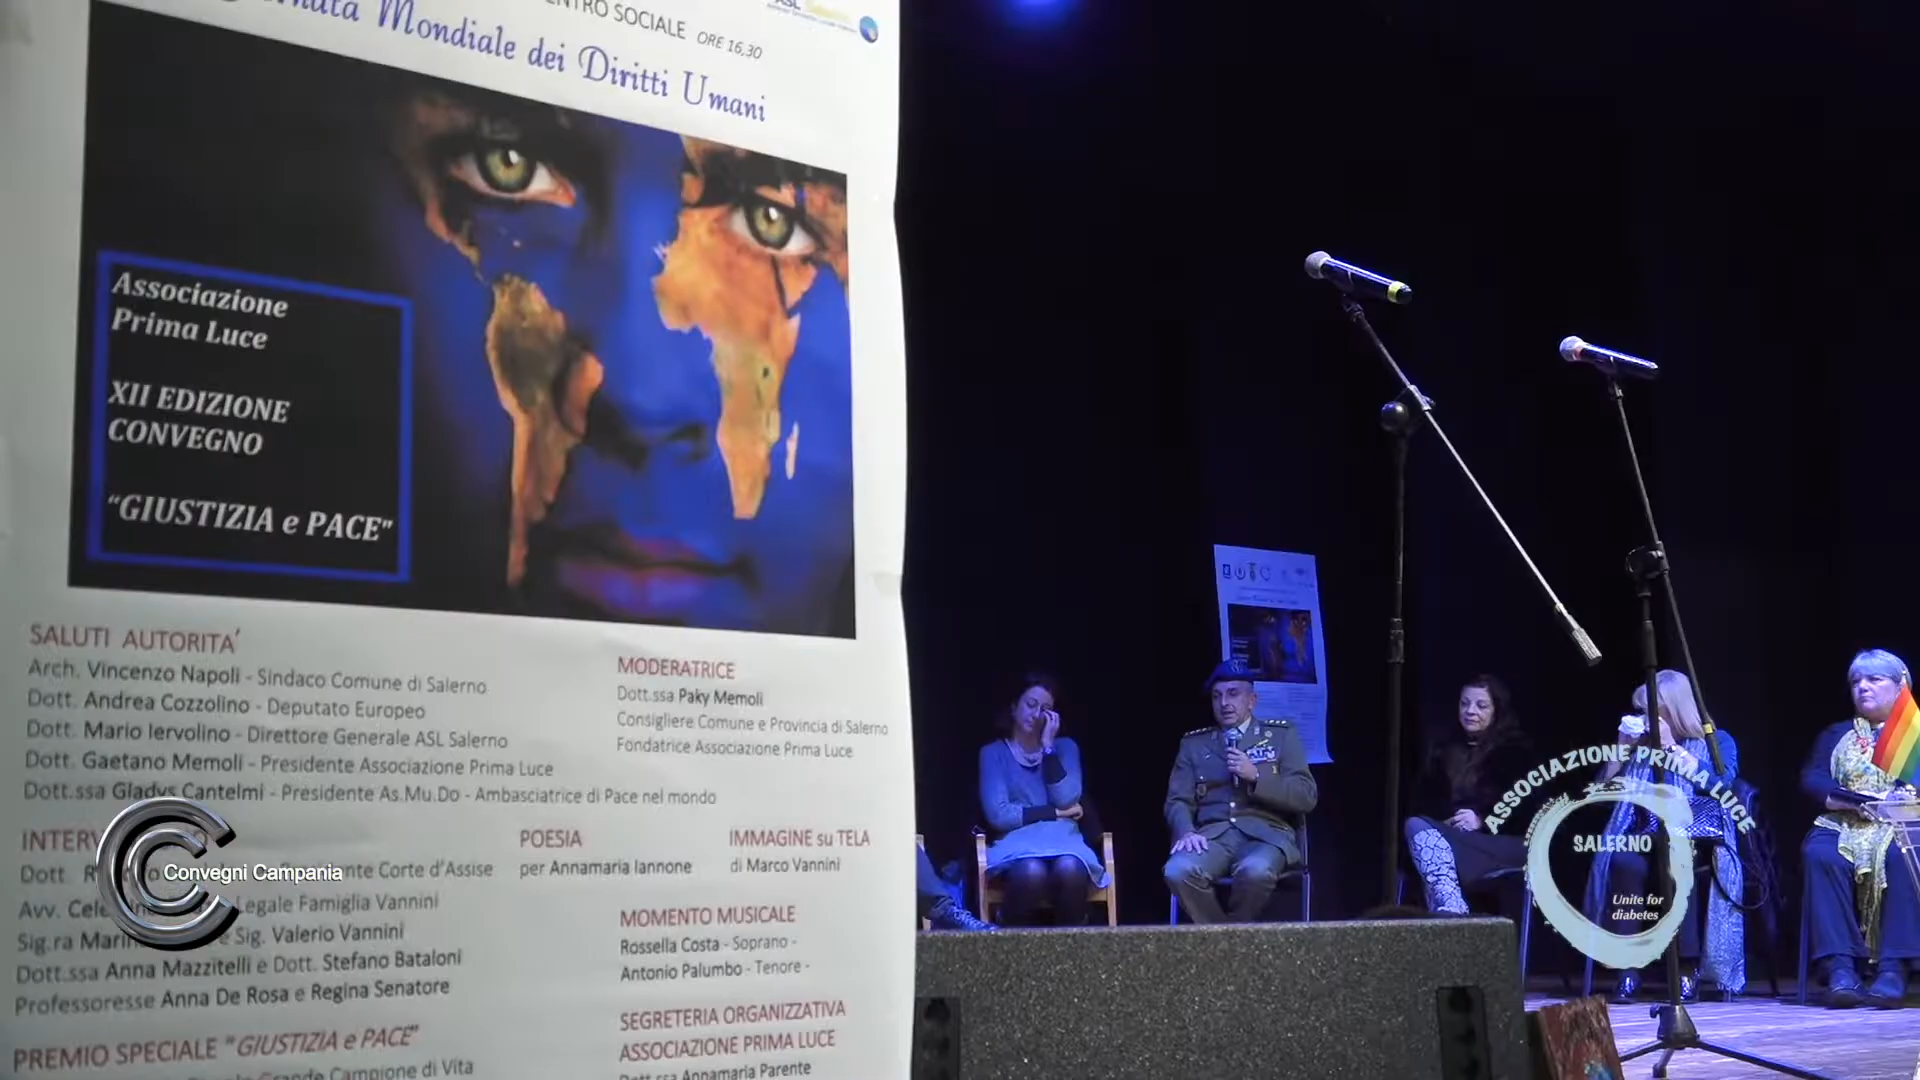 CENTRO SOCIALE ORE 16,30
Mondiale dei Diritti Umani
Associazione
Prima Luce
XII EDIZIONE
CONVEGNO
"GIUSTIZIA e PACE"
SALUTI AUTORITA'
Arch. Vincenzo Napoli - Sindaco Comune di Salerno
Dott. Andrea Cozzolino - Deputato Europeo
Dott. Mario Iervolino - Direttore Generale ASL Salerno
Dott. Gaetano Memoli - Presidente Associazione Prima Luce
Dott.ssa Gladys Cantelmi - Presidente As.Mu.Do - Ambasciatrice di Pace nel mondo
MODERATRICE
Dott.ssa Paky Memoli
Consigliere Comune e Provincia di Salerno
Fondatrice Associazione Prima Luce
Dott Corte d'Assise
Avv. Legale Famiglia Vannini
Sig.ra e Sig. Valerio Vannini
Dott.ssa Anna Mazzitelli e Dott. Stefano Bataloni
Professoresse Anna De Rosa e Regina Senatore
PREMIO SPECIALE "GIUSTIZIA e PACE"
Grande Campione di Vita
POESIA
per Annamaria Iannone
IMMAGINE su TELA
di Marco Vannini
MOMENTO MUSICALE
Rossella Costa - Soprano -
Antonio Palumbo - Tenore -
SEGRETERIA ORGANIZZATIVA
ASSOCIAZIONE PRIMA LUCE
Dott.ssa Annamaria Parente
Convegni Campania
ASSOCIAZIONE PRIMA LUCE
SALERNO
Unite for
diabetes